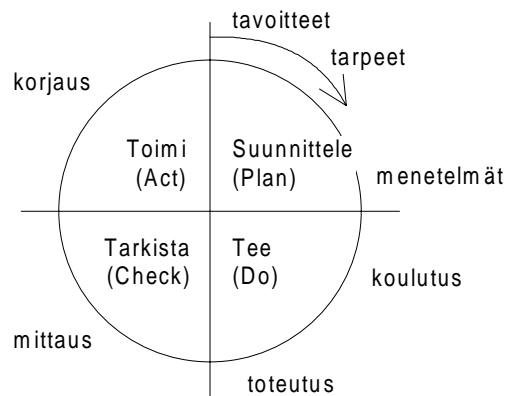 tavoitteet
tarpeet
korjaus
Toimi
(Act)
Suunnittele
(Plan)
menetelmät
Tarkista
(Check)
Tee
(Do)
koulutus
mittaus
toteutus